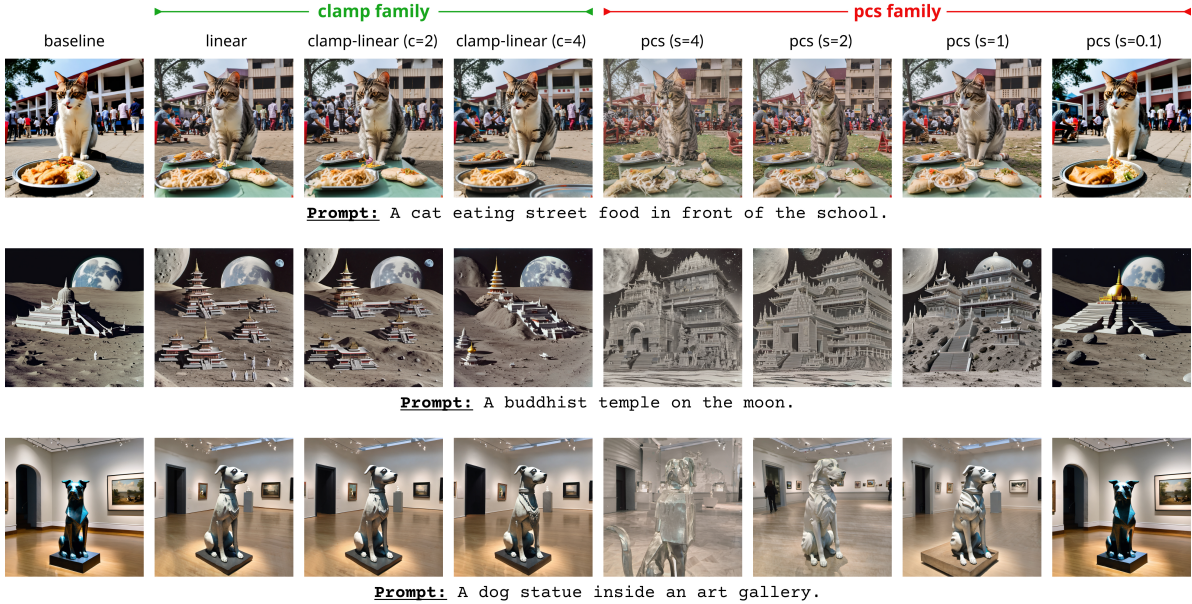 clamp family pcs family
baseline linear clamp-linear (c=2) clamp-linear (c=4) pcs (s=4) pcs (s=2) pcs (s=1) pcs (s=0.1)
Prompt: A cat eating street food in front of the school.
Prompt: A buddhist temple on the moon.
Prompt: A dog statue inside an art gallery.